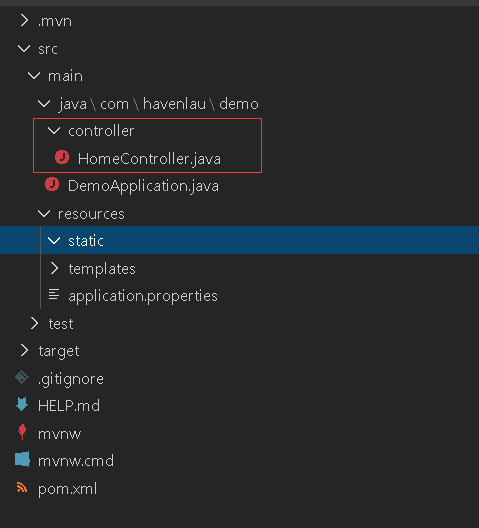 .mvn
src
main
java \ com \ havenlau \ demo
controller
HomeController.java
DemoApplication.java
resources
static
templates
application.properties
test
target
.gitignore
HELP.md
mvnw
mvnw.cmd
pom.xml